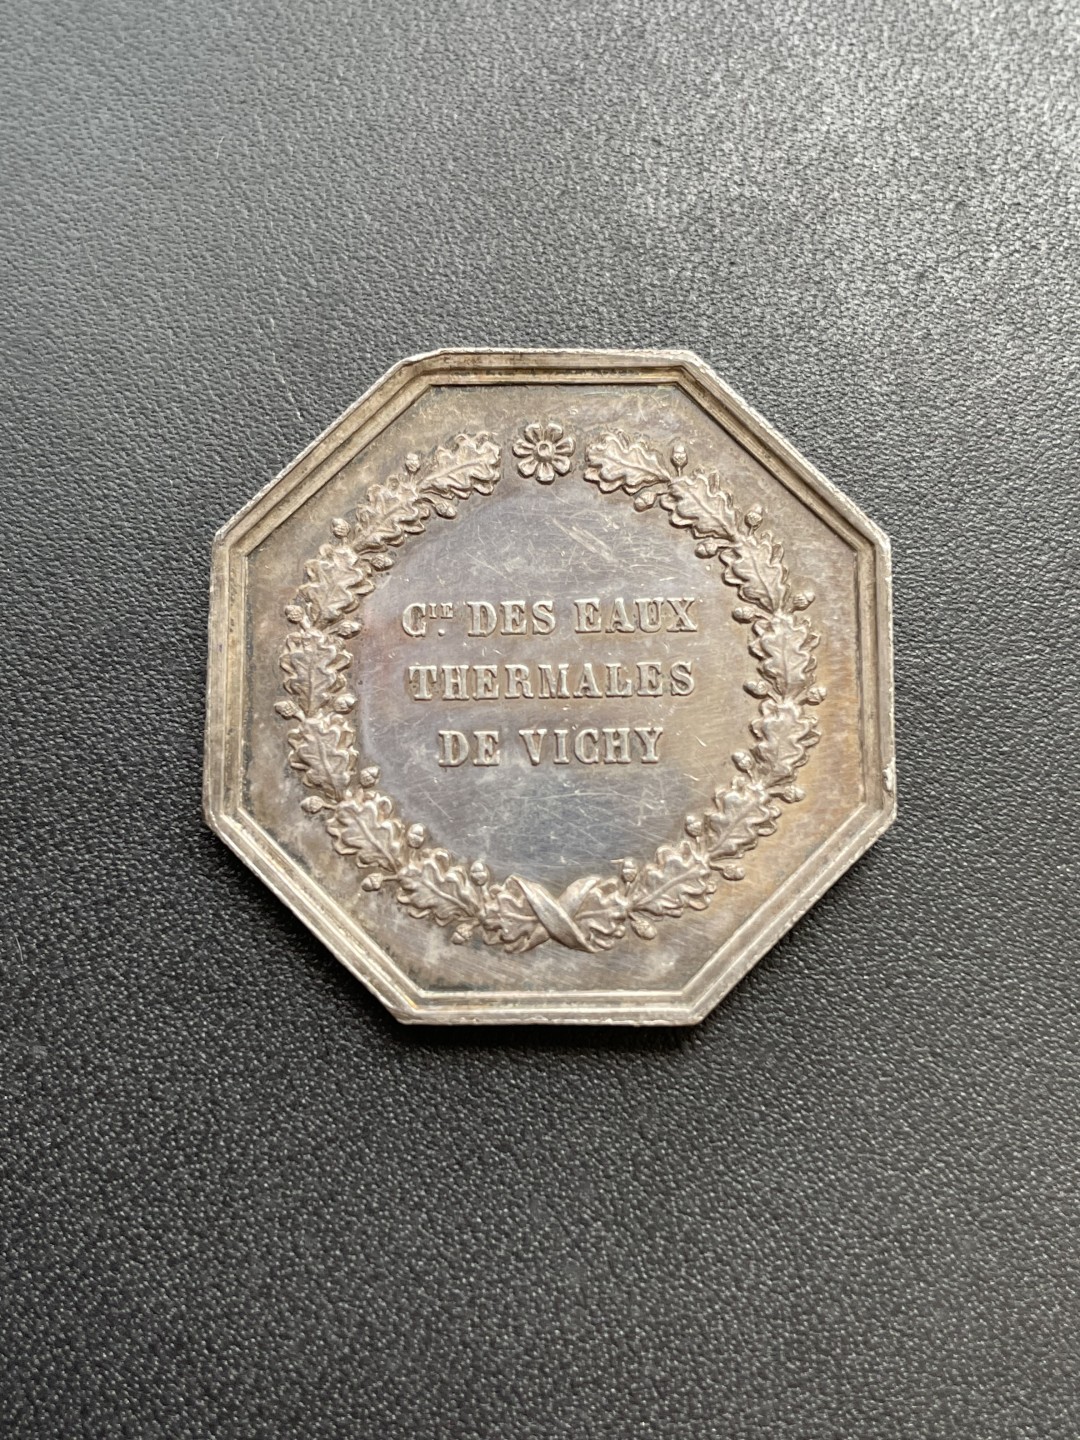 CIE. DES EAUX
THERMALES
DE VICHY